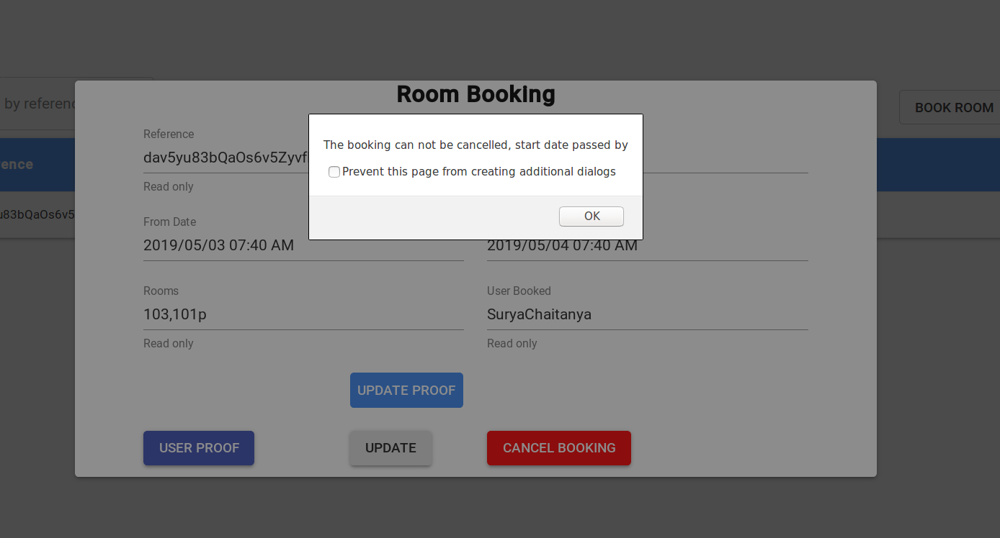 Room Booking
by referenc
BOOK ROOM
Reference
The booking can not be cancelled, start date passed by
dav5yu83bQaOs6v5Zyvf
ence
Prevent this page from creating additional dialogs
Read only
u83bQaOs6v5
OK
From Date
2019/05/03 07:40 AM
2019/05/04 07:40 AM
Rooms
User Booked
103,101p
SuryaChaitanya
Read only
Read only
UPDATE PROOF
USER PROOF
UPDATE
CANCEL BOOKING